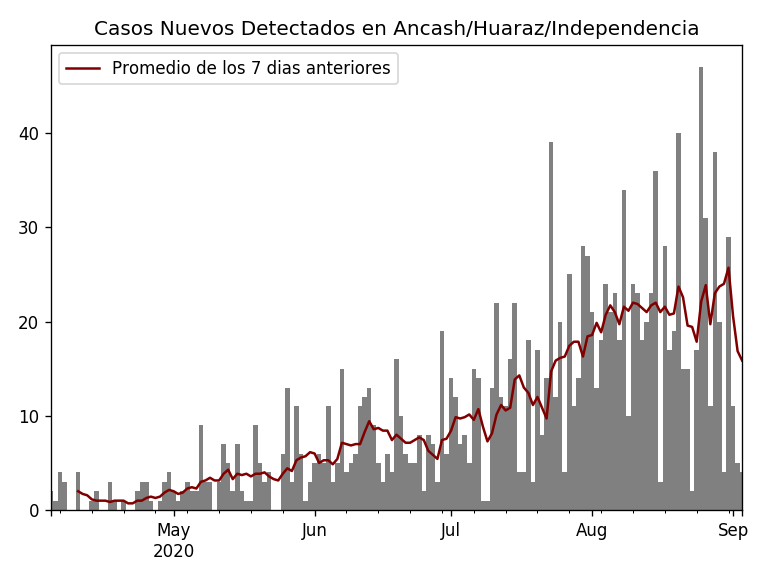 Casos Nuevos Detectados en Ancash/Huaraz/Independencia
Promedio de los 7 dias anteriores
40
30
20
10
0
May
2020
Jun
Jul
Aug
Sep